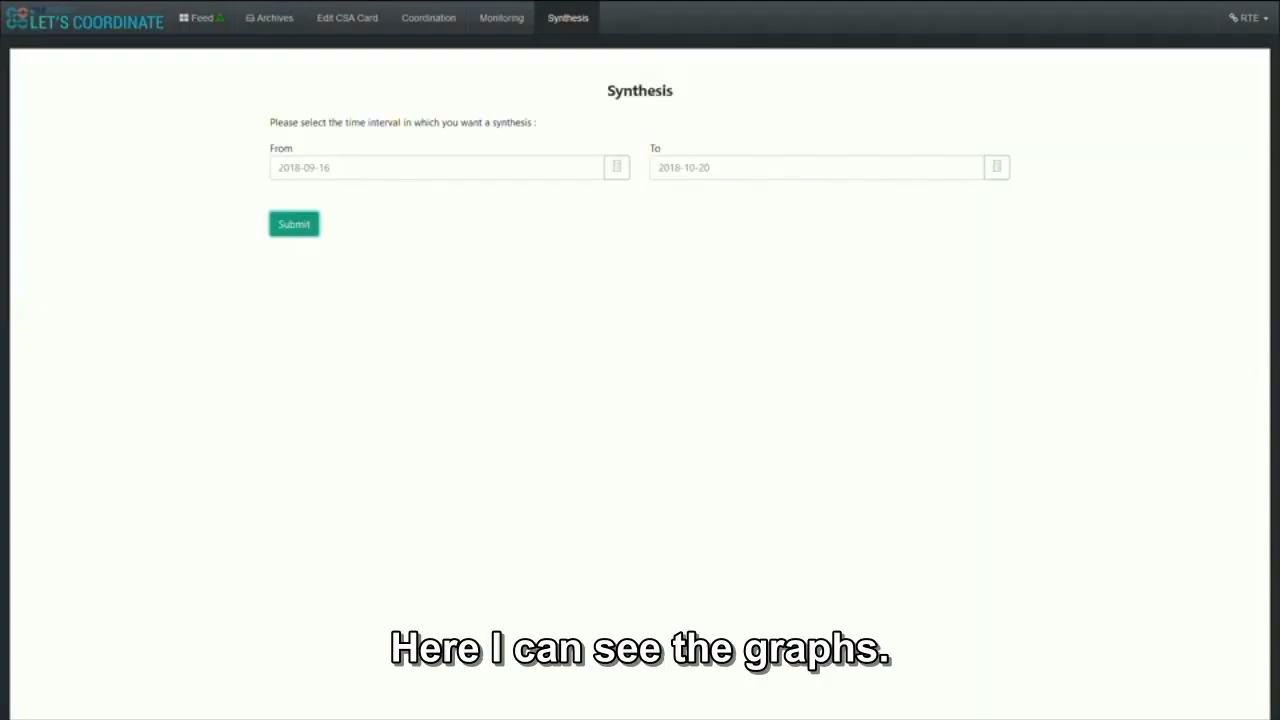 LET'S COORDINATE Feed Archives Edit CSA Card Coordination Monitoring Synthesis RTE
Synthesis
Please select the time interval in which you want a synthesis :
From To
2018-09-16 2018-10-20
Submit
Here I can see the graphs.